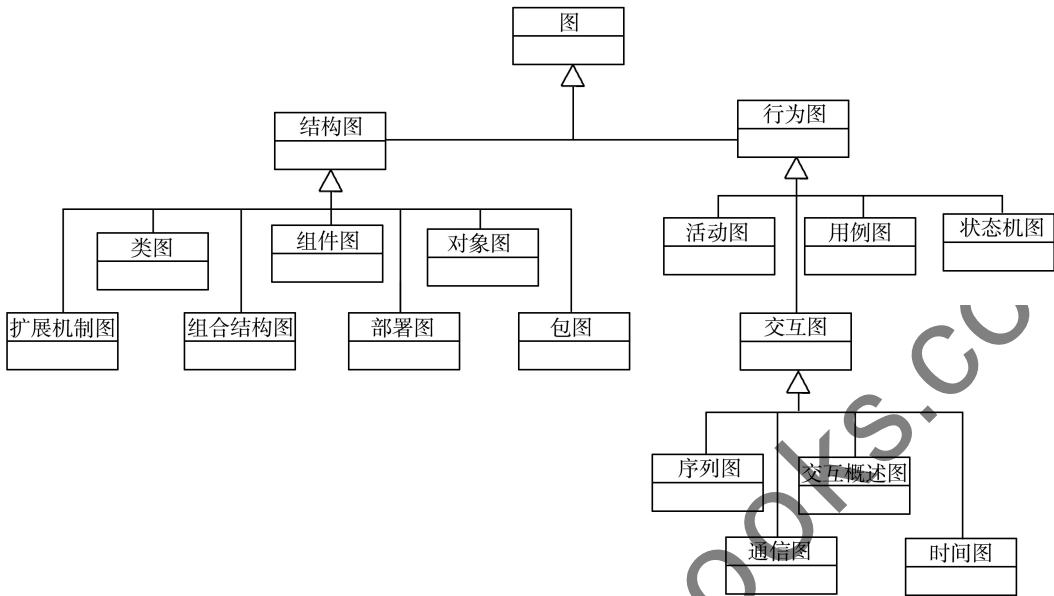 图
结构图
行为图
类图
组件图
对象图
活动图
用例图
状态机图
扩展机制图
组合结构图
部署图
包图
交互图
序列图
交互概述图
通信图
时间图
ooks.co